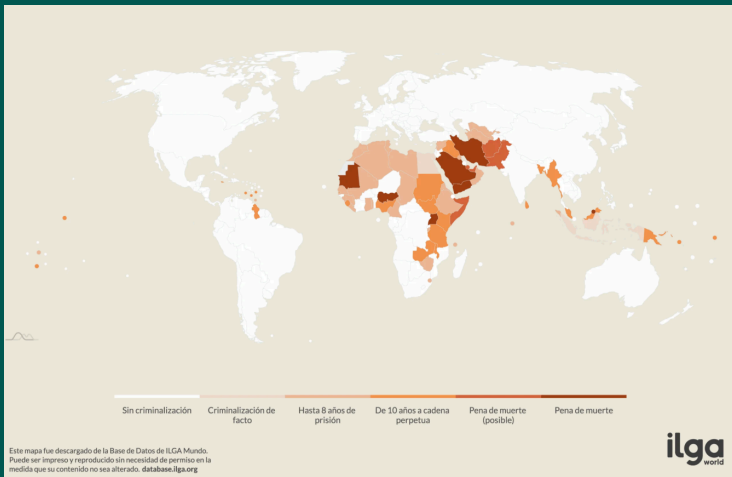 Sin criminalización
Criminalización de
facto
Hasta 8 años de
prisión
De 10 años a cadena
perpetua
Pena de muerte
(posible)
Pena de muerte
Este mapa fue descargado de la Base de Datos de ILGA Mundo.
Puede ser impreso y reproducido sin necesidad de permiso en la
medida que su contenido no sea alterado. database.ilga.org
ilga
world